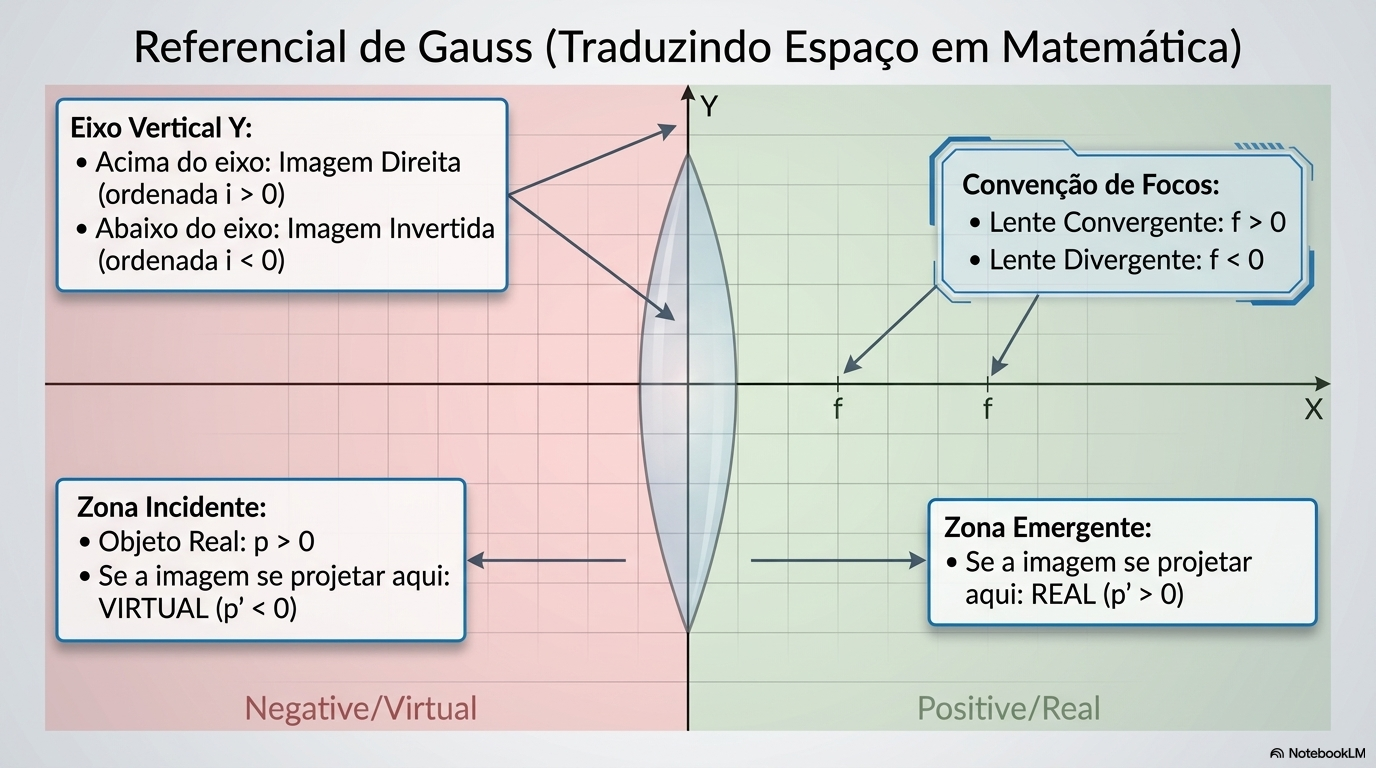 Referencial de Gauss (Traduzindo Espaço em Matemática)
Eixo Vertical Y:
• Acima do eixo: Imagem Direita
(ordenada i > 0)
• Abaixo do eixo: Imagem Invertida
(ordenada i < 0)
Y
Convenção de Focos:
• Lente Convergente: f > 0
• Lente Divergente: f < 0
f
f
X
Zona Incidente:
• Objeto Real: p > 0
• Se a imagem se projetar aqui:
VIRTUAL (p’ < 0)
Zona Emergente:
• Se a imagem se projetar
aqui: REAL (p’ > 0)
Negative/Virtual
Positive/Real
NotebookLM